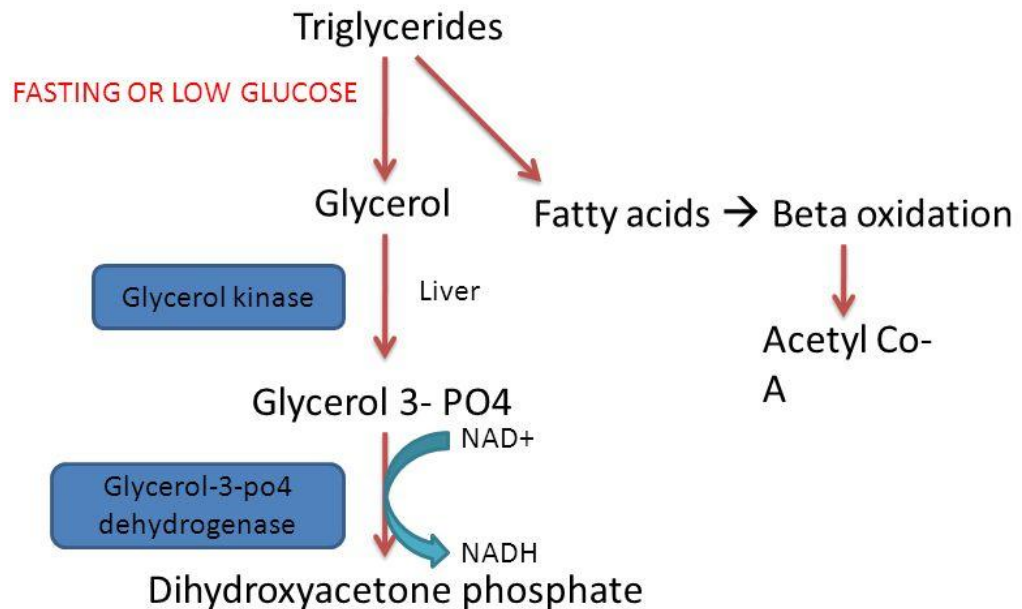 Triglycerides
FASTING OR LOW GLUCOSE
Glycerol
Fatty acids → Beta oxidation
Glycerol kinase
Liver
Acetyl Co-
A
Glycerol 3- PO4
NAD+
Glycerol-3-po4
dehydrogenase
NADH
Dihydroxyacetone phosphate